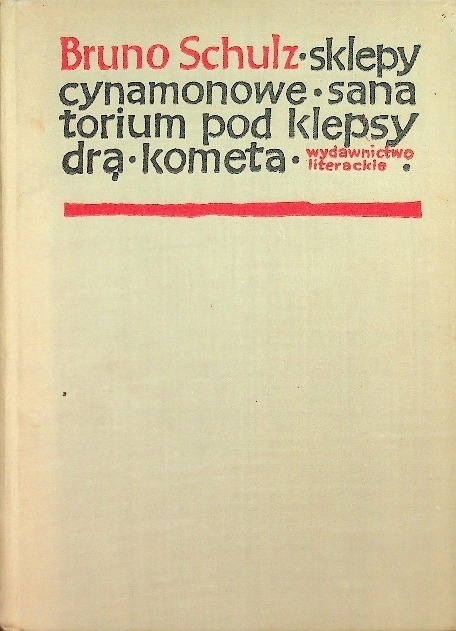 Bruno Schulz·sklepy
cynamonowe·sana
torium pod klepsy
drą·kometa·wydawnictwo
literackie.